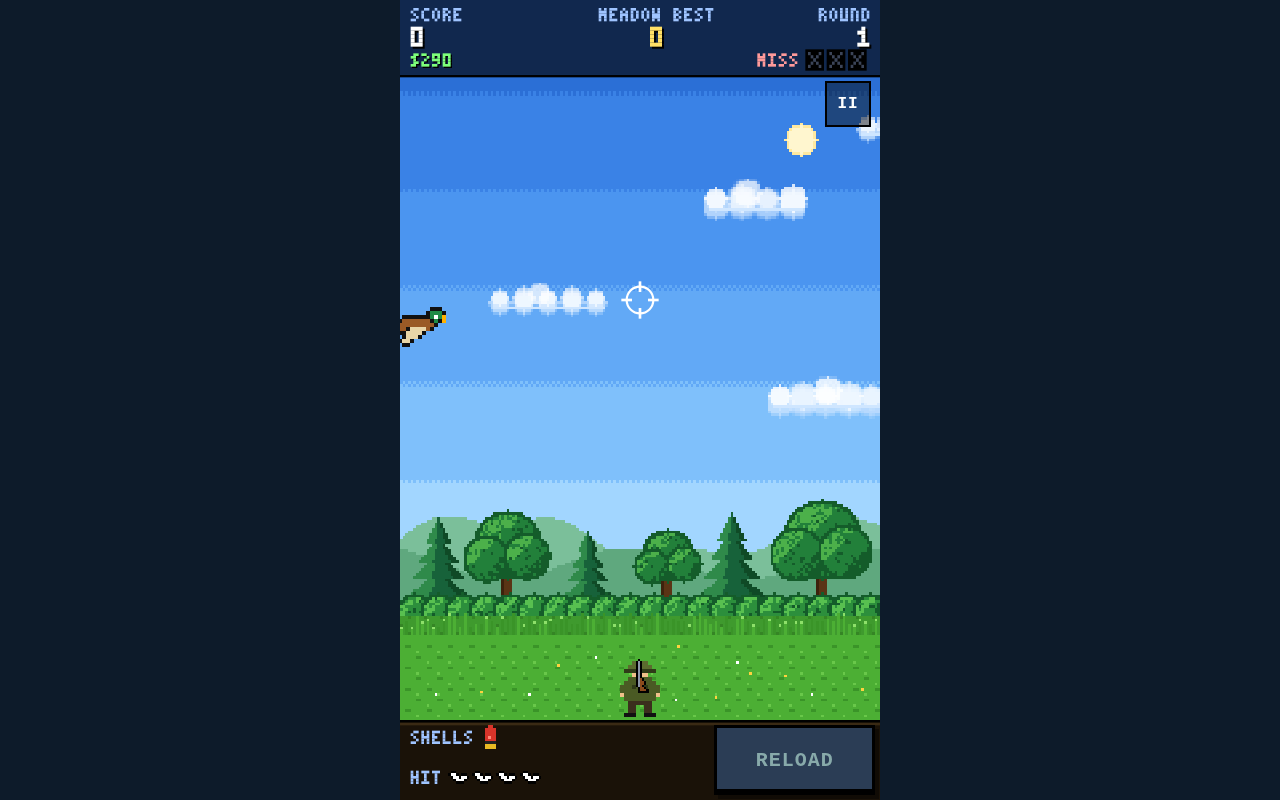 SCORE MEADOW BEST ROUND
0 0 1
$290 MISS X X X
II
SHELLS
RELOAD
HIT